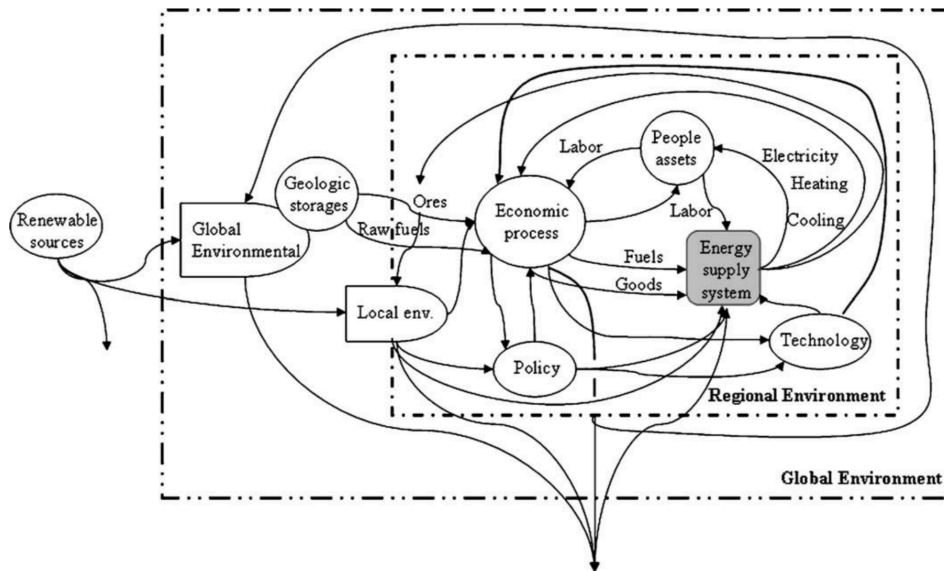 People
assets
Labor
Electricity
Geologic
storages
Heating
Ores
Economic
process
Renewable
sources
Labor
Cooling
Global
Environmental
Raw fuels
Energy
supply
system
Fuels
Goods
Local env.
Technology
Policy
Regional Environment
Global Environment